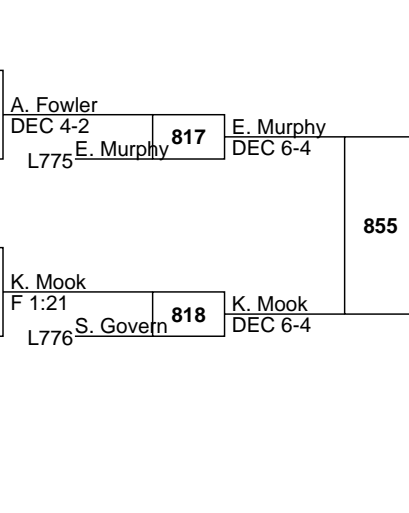 A. Fowler
DEC 4-2
L775 E. Murphy
817
E. Murphy
DEC 6-4
855
K. Mook
F 1:21
L776 S. Govern
818
K. Mook
DEC 6-4